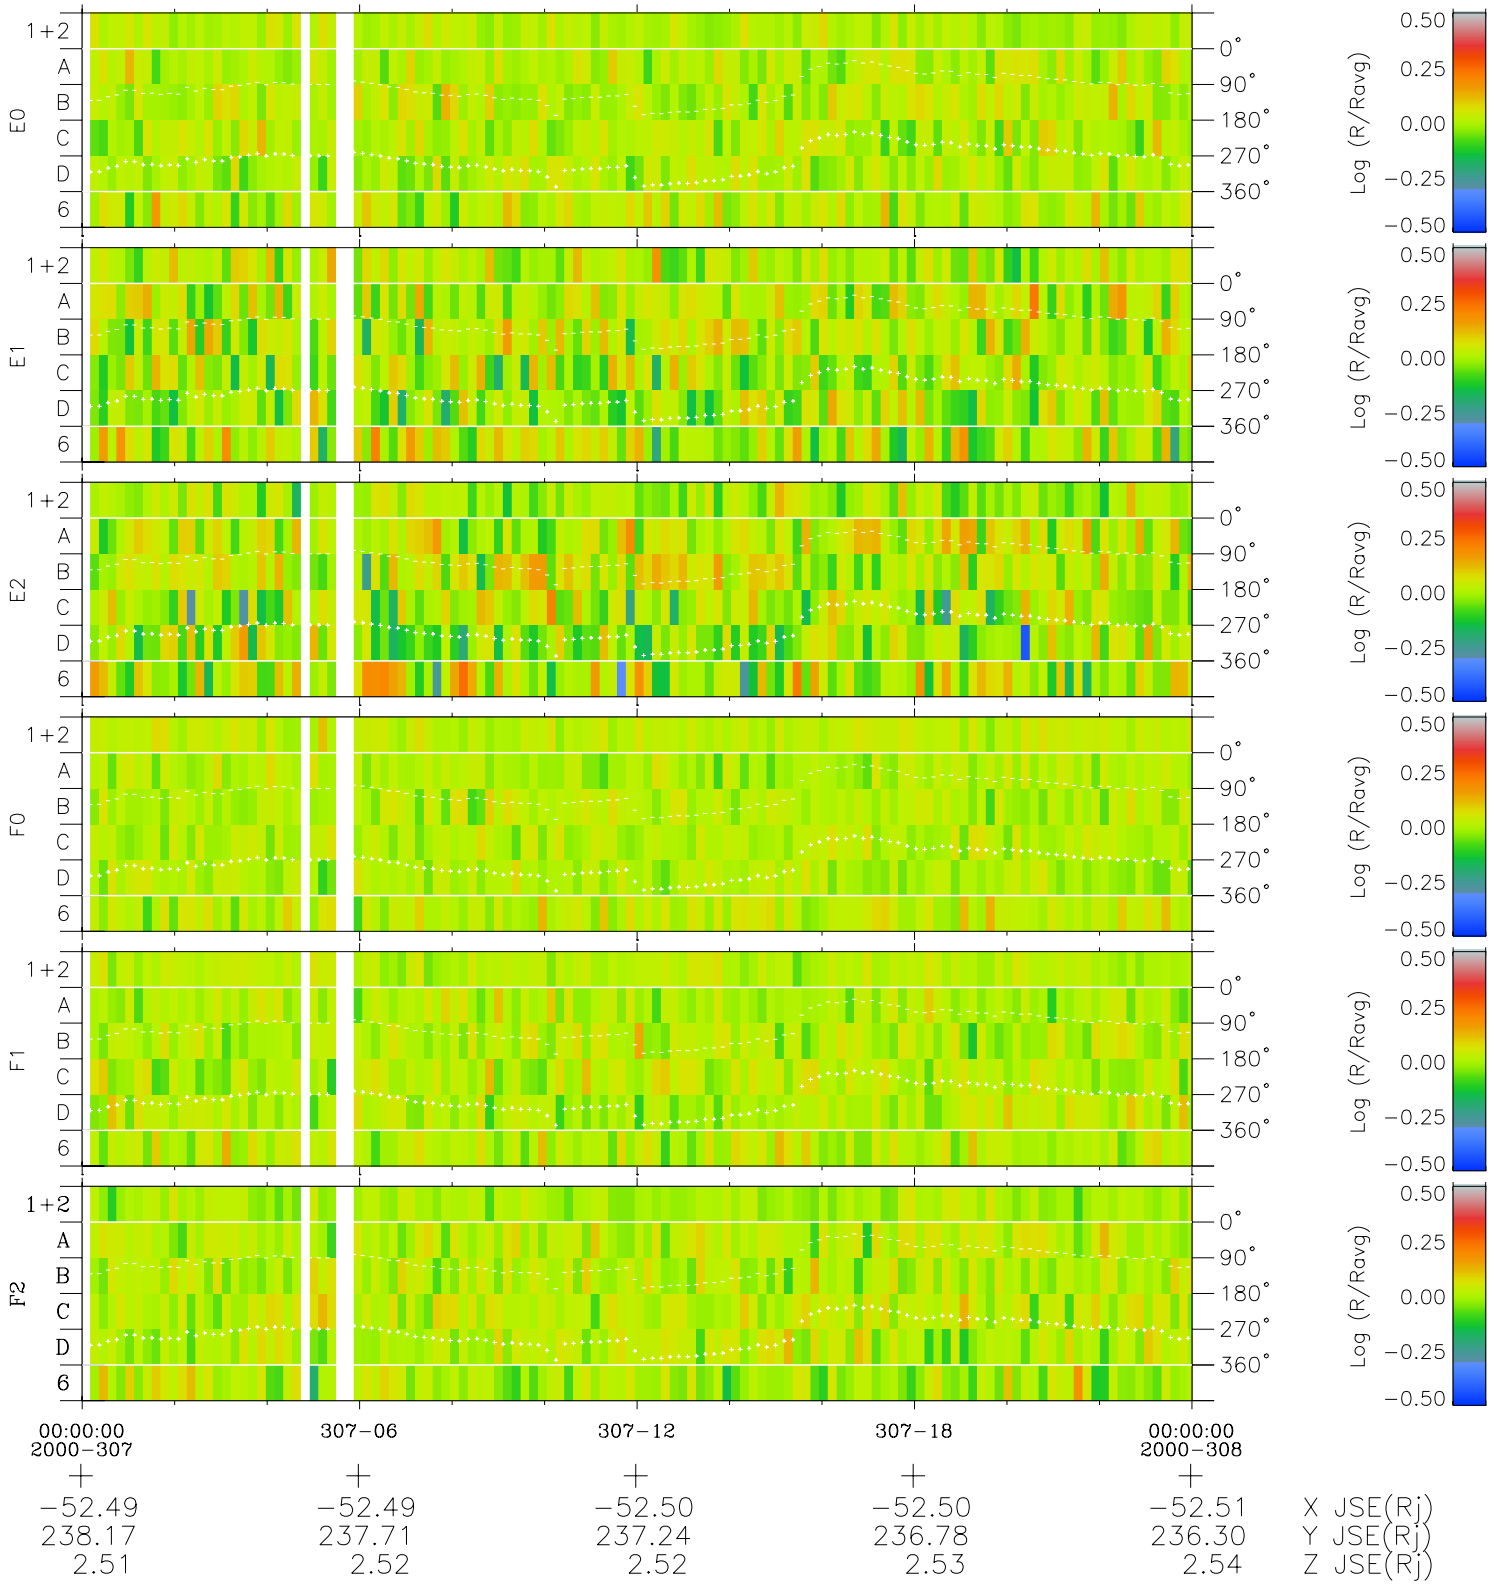 E0
1+2
A
B
C
D
6
0°
90°
180°
270°
360°
Log (R/Ravg)
0.50
0.25
0.00
−0.25
−0.50
E1
1+2
A
B
C
D
6
0°
90°
180°
270°
360°
Log (R/Ravg)
0.50
0.25
0.00
−0.25
−0.50
E2
1+2
A
B
C
D
6
0°
90°
180°
270°
360°
Log (R/Ravg)
0.50
0.25
0.00
−0.25
−0.50
F0
1+2
A
B
C
D
6
0°
90°
180°
270°
360°
Log (R/Ravg)
0.50
0.25
0.00
−0.25
−0.50
F1
1+2
A
B
C
D
6
0°
90°
180°
270°
360°
Log (R/Ravg)
0.50
0.25
0.00
−0.25
−0.50
F2
1+2
A
B
C
D
6
0°
90°
180°
270°
360°
Log (R/Ravg)
0.50
0.25
0.00
−0.25
−0.50
00:00:00 307−06 307−12 307−18 00:00:00
2000−307 2000−308
−52.49 −52.49 −52.50 −52.50 −52.51 X JSE(Rj)
238.17 237.71 237.24 236.78 236.30 Y JSE(Rj)
2.51 2.52 2.52 2.53 2.54 Z JSE(Rj)